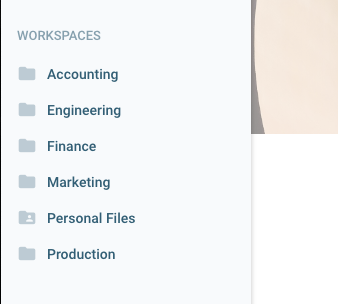 WORKSPACES
Accounting
Engineering
Finance
Marketing
Personal Files
Production